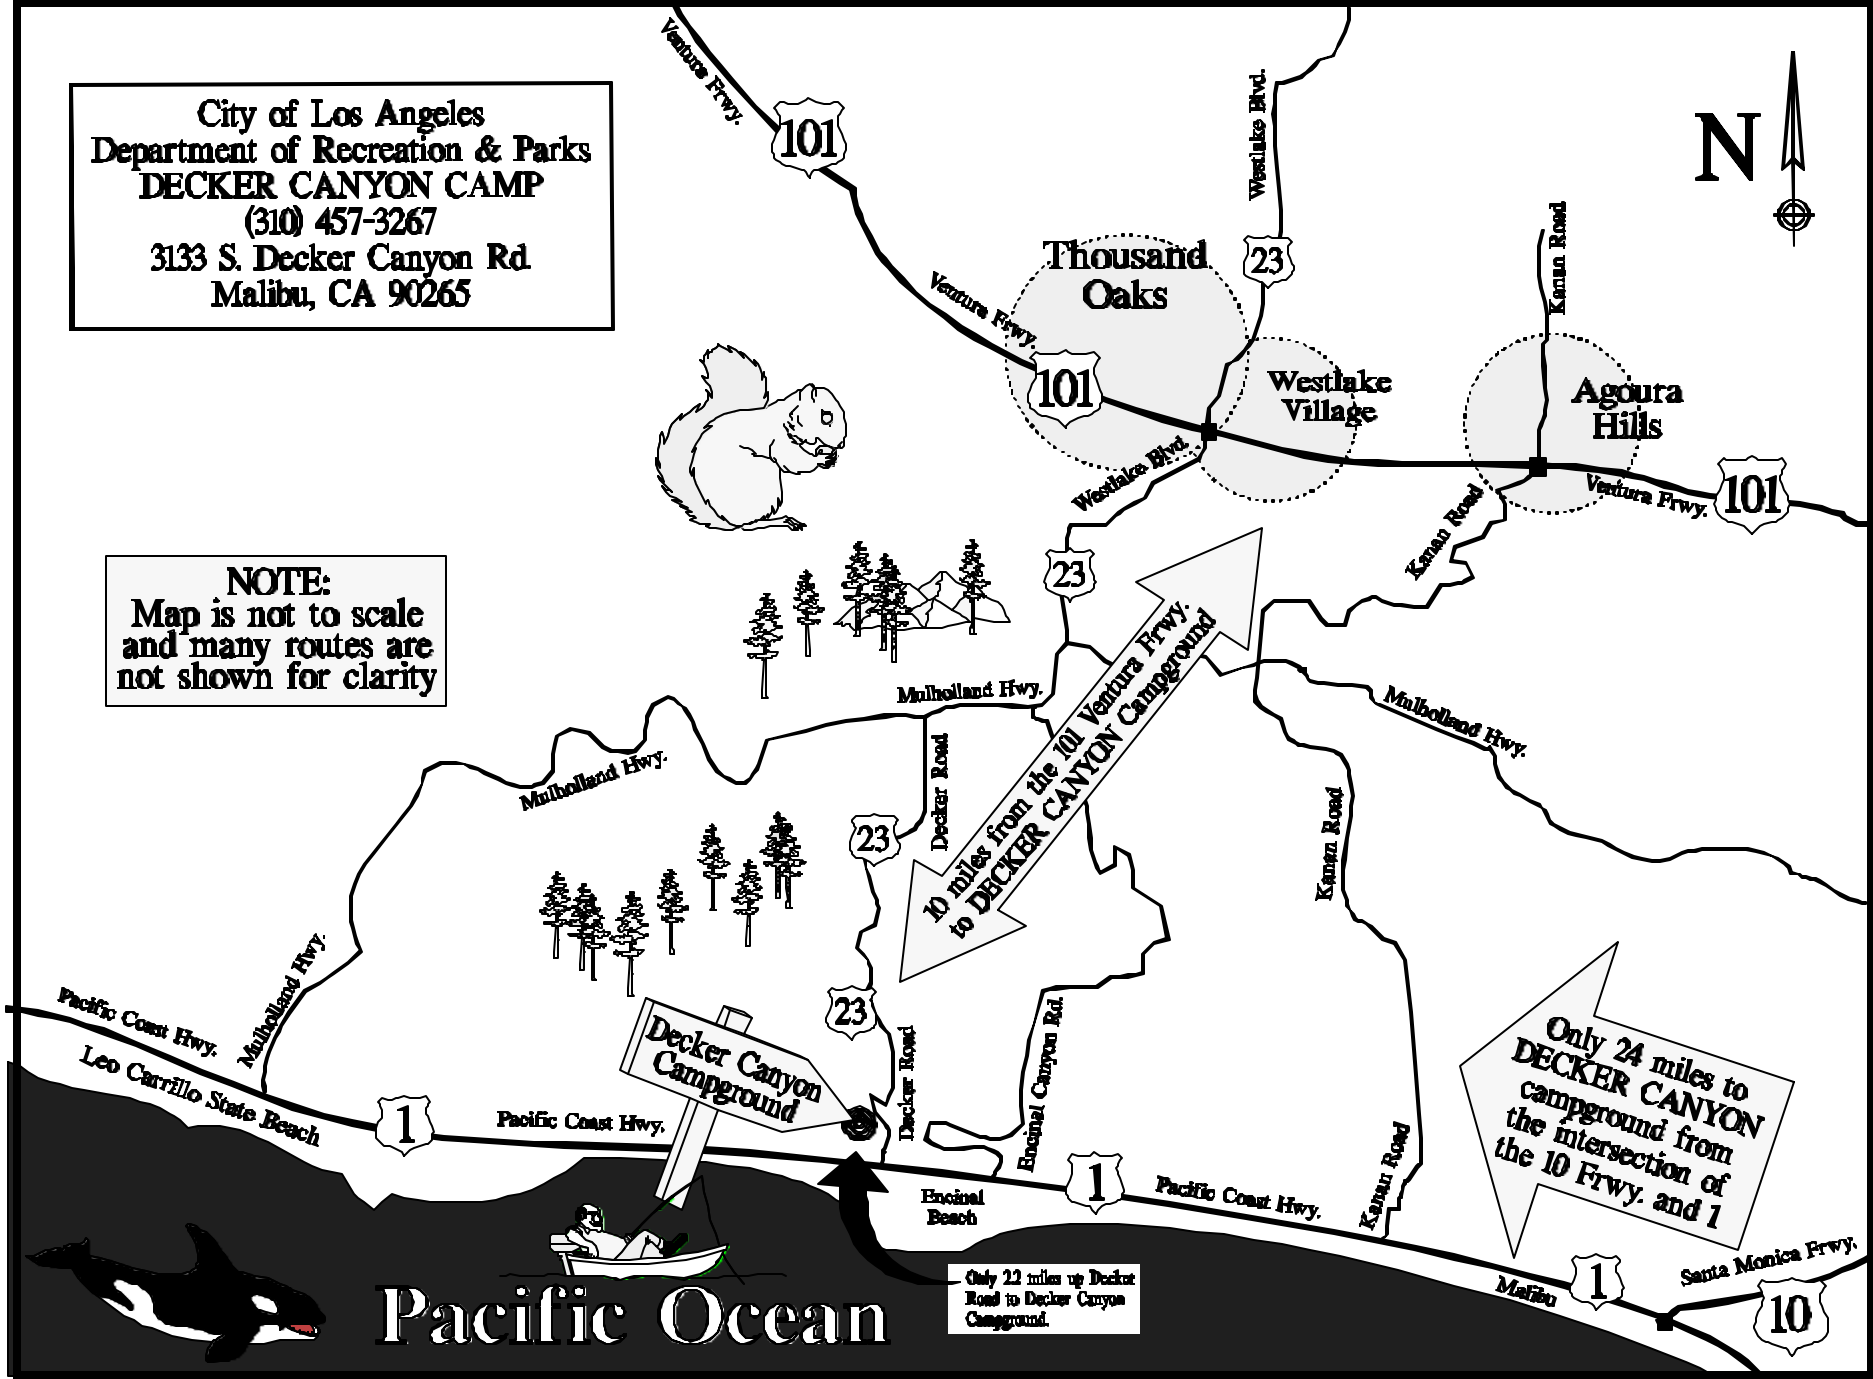 City of Los Angeles
Department of Recreation & Parks
DECKER CANYON CAMP
(310) 457-3267
3133 S. Decker Canyon Rd.
Malibu, CA 90265
Ventura Frwy.
101
Westlake Blvd.
N
Thousand
Oaks
23
Kanan Road
Ventura Frwy.
101
Westlake
Village
Agoura
Hills
Westlake Blvd.
Kanan Road
Ventura Frwy.
101
NOTE:
Map is not to scale
and many routes are
not shown for clarity
23
10 miles from the 101 Ventura Frwy.
to DECKER CANYON Campground
Mulholland Hwy.
Mulholland Hwy.
Mulholland Hwy.
Decker Road
23
Kanan Road
Mulholland Hwy.
Pacific Coast Hwy.
Leo Carrillo State Beach
23
Decker Canyon
Campground
Decker Road
Encinal Canyon Rd.
Only 24 miles to
DECKER CANYON
campground from
the intersection of
the 10 Frwy. and 1
1
Pacific Coast Hwy.
Encinal
Beach
1
Pacific Coast Hwy.
Kanan Road
Malibu
1
Santa Monica Frwy.
10
Only 2.2 miles up Decker
Road to Decker Canyon
Campground.
Pacific Ocean